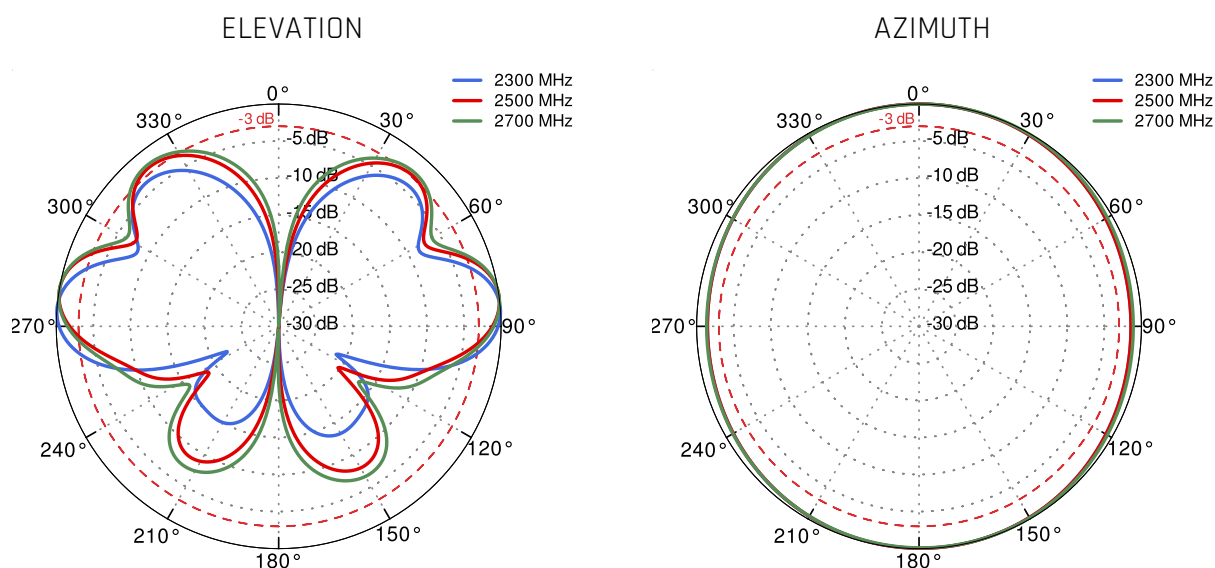 ELEVATION
2300 MHz
2500 MHz
2700 MHz
0°
30°
60°
90°
120°
150°
180°
210°
240°
270°
300°
330°
-3 dB
-5 dB
-10 dB
-15 dB
-20 dB
-25 dB
-30 dB
AZIMUTH
2300 MHz
2500 MHz
2700 MHz
0°
30°
60°
90°
120°
150°
180°
210°
240°
270°
300°
330°
-3 dB
-5 dB
-10 dB
-15 dB
-20 dB
-25 dB
-30 dB